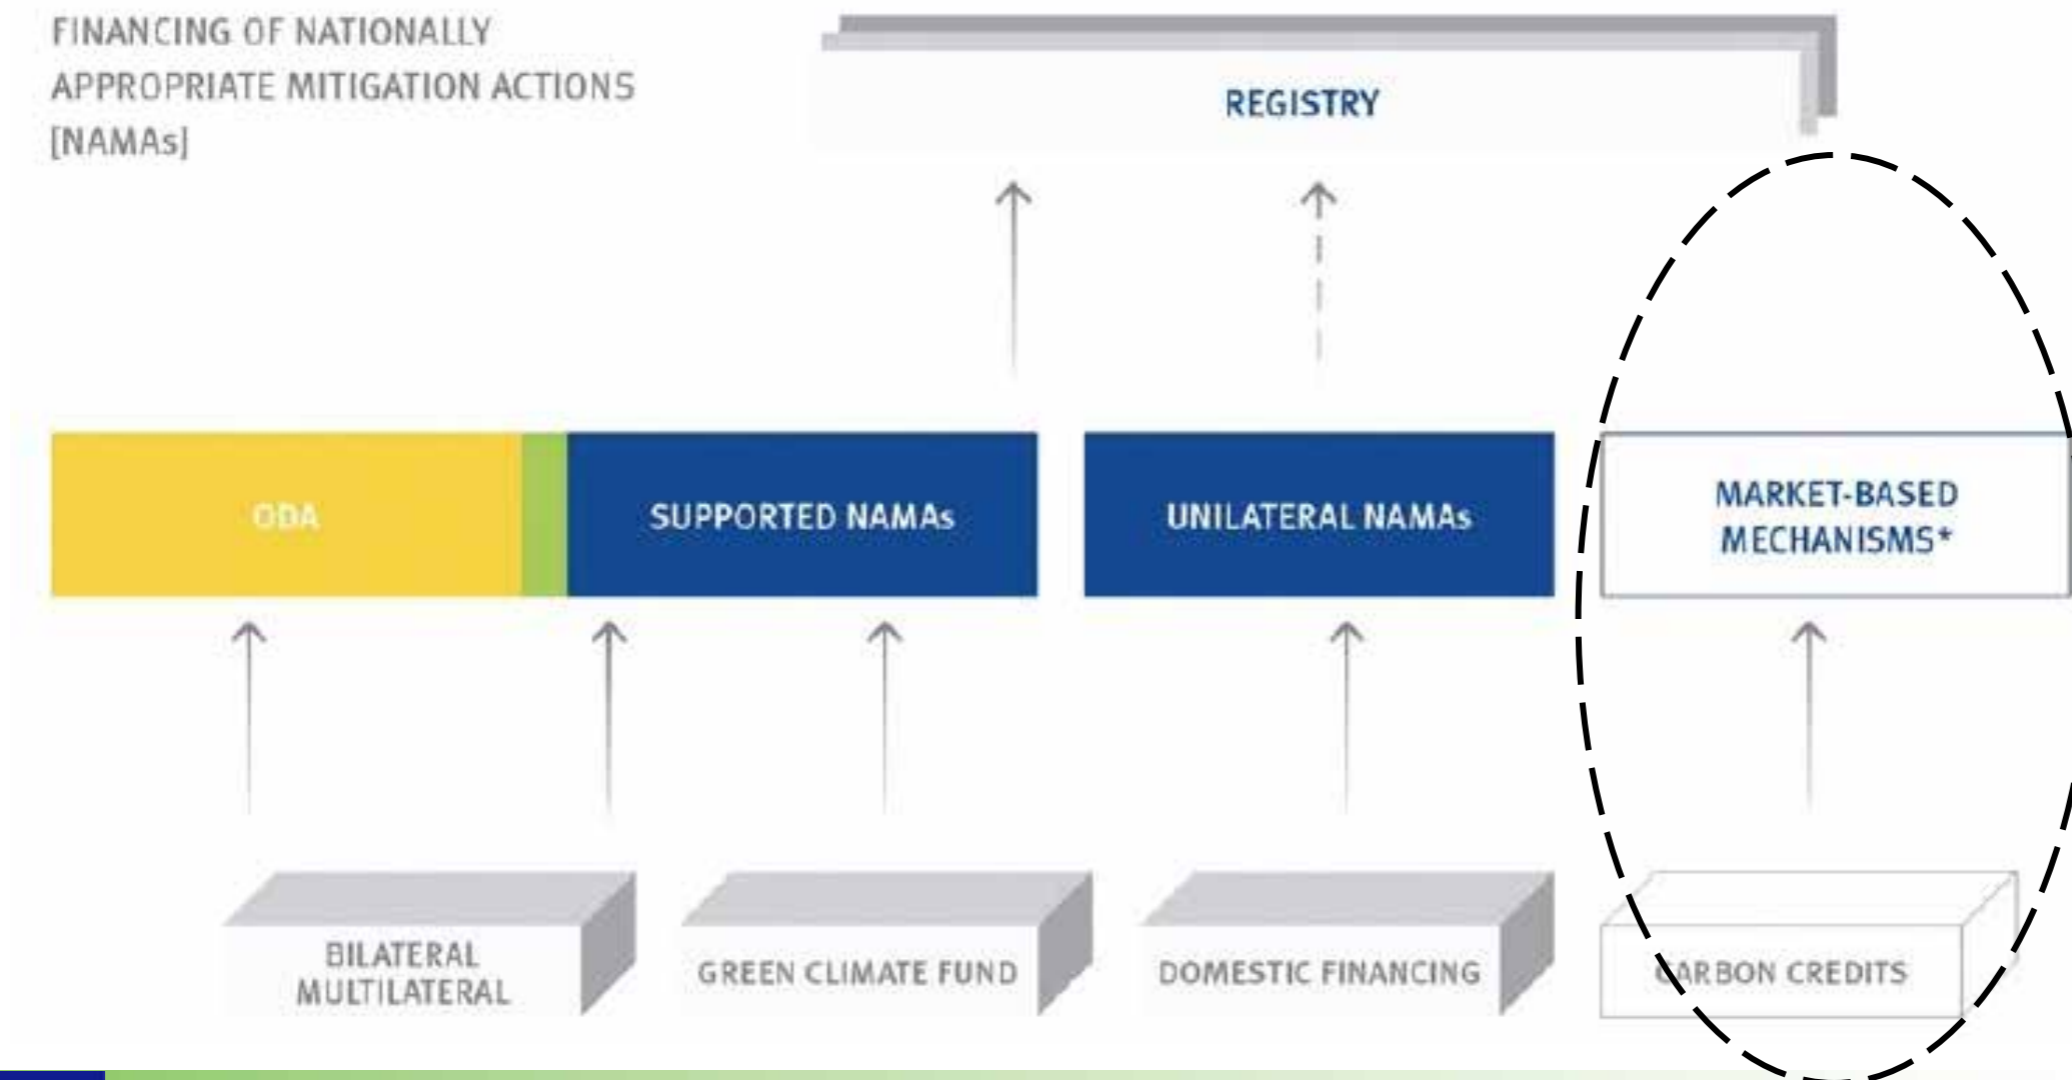 FINANCING OF NATIONALLY
APPROPRIATE MITIGATION ACTIONS
[NAMAs]
REGISTRY
ODA
SUPPORTED NAMAs
UNILATERAL NAMAs
MARKET-BASED
MECHANISMS*
BILATERAL
MULTILATERAL
GREEN CLIMATE FUND
DOMESTIC FINANCING
CARBON CREDITS